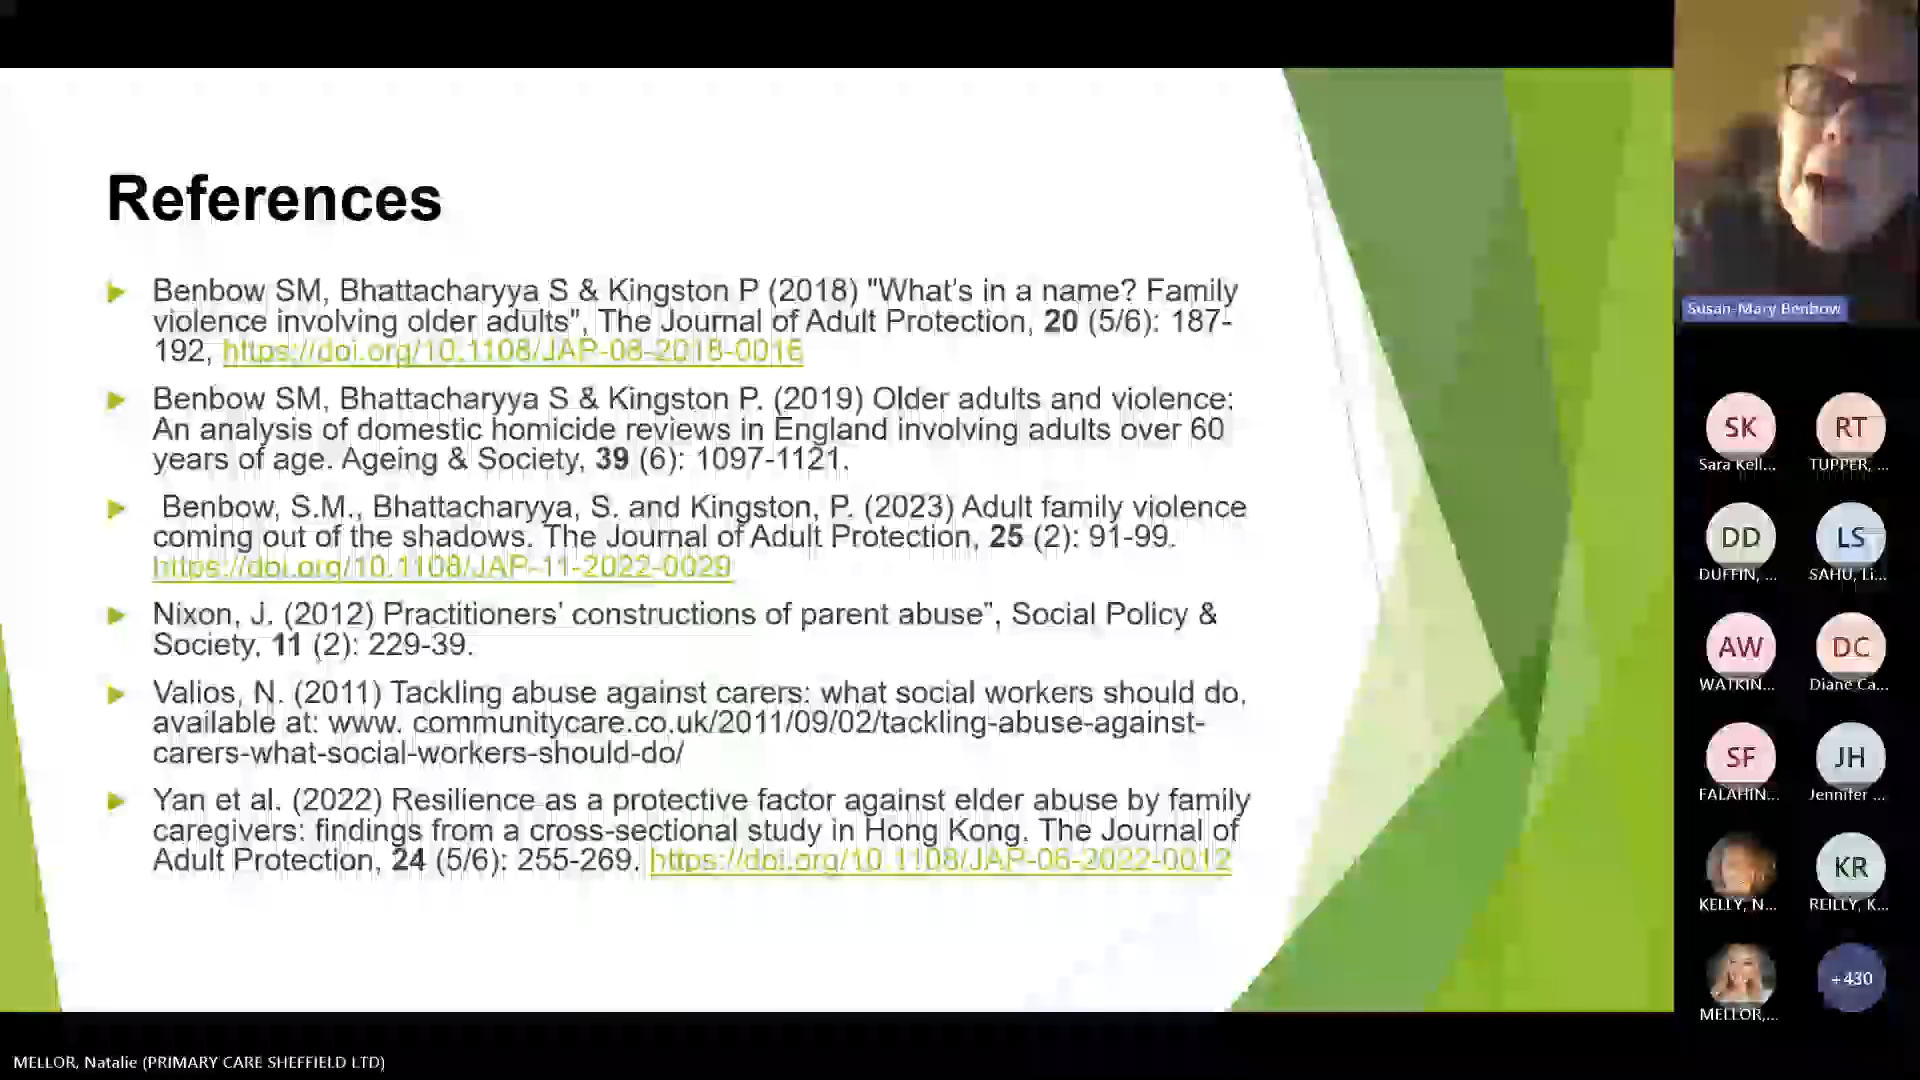 References
Benbow SM, Bhattacharyya S & Kingston P (2018) "What's in a name? Family
violence involving older adults", The Journal of Adult Protection, 20 (5/6): 187-
192, https://doi.org/10.1108/JAP-08-2018-0016
Benbow SM, Bhattacharyya S & Kingston P. (2019) Older adults and violence:
An analysis of domestic homicide reviews in England involving adults over 60
years of age. Ageing & Society, 39 (6): 1097-1121.
Benbow, S.M., Bhattacharyya, S. and Kingston, P. (2023) Adult family violence
coming out of the shadows. The Journal of Adult Protection, 25 (2): 91-99.
https://doi.org/10.1108/JAP-11-2022-0029
Nixon, J. (2012) Practitioners' constructions of parent abuse", Social Policy &
Society, 11 (2): 229-39.
Valios, N. (2011) Tackling abuse against carers: what social workers should do,
available at: www. communitycare.co.uk/2011/09/02/tackling-abuse-against-
carers-what-social-workers-should-do/
Yan et al. (2022) Resilience as a protective factor against elder abuse by family
caregivers: findings from a cross-sectional study in Hong Kong. The Journal of
Adult Protection, 24 (5/6): 255-269. https://doi.org/10.1108/JAP-06-2022-0012
Susan-Mary Benbow
SK RT
Sara Kell... TUPPER, ...
DD LS
DUFFIN, ... SAHU, Li...
AW DC
WATKIN... Diane Ca...
SF JH
FALAHIN... Jennifer ...
KR
KELLY, N... REILLY, K...
+430
MELLOR,...
MELLOR, Natalie (PRIMARY CARE SHEFFIELD LTD)